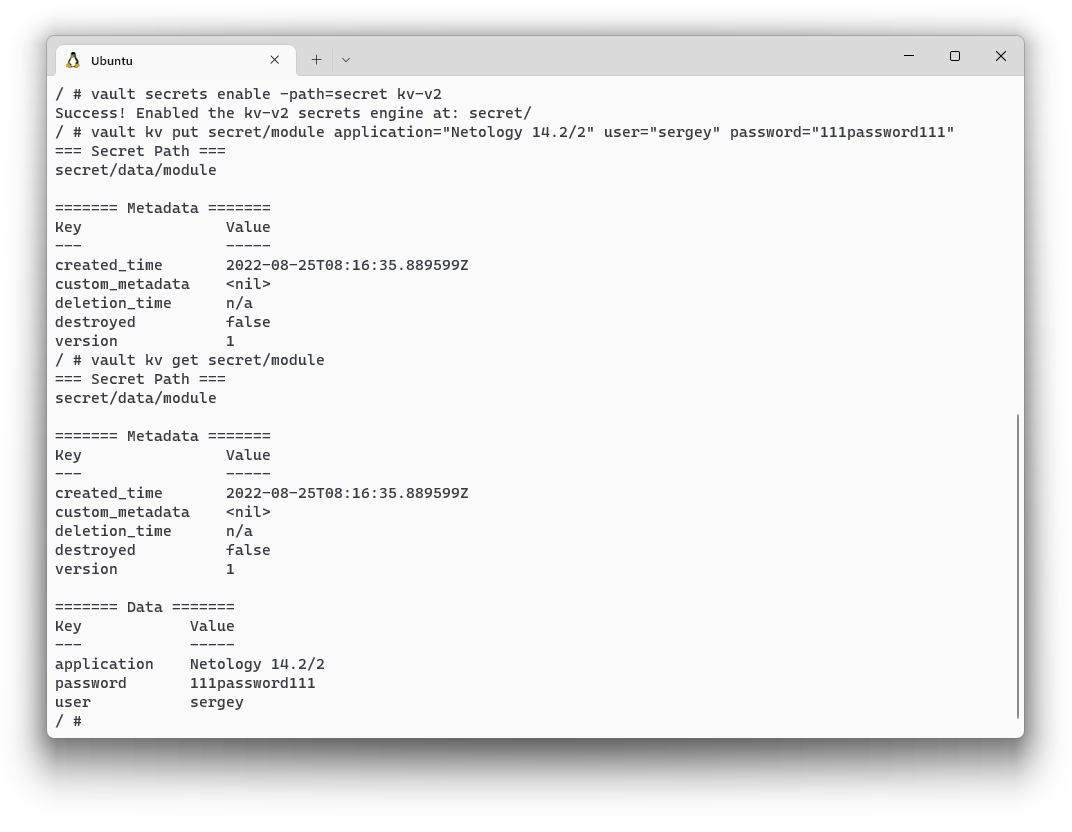 Ubuntu
/ # vault secrets enable -path=secret kv-v2
Success! Enabled the kv-v2 secrets engine at: secret/
/ # vault kv put secret/module application="Netology 14.2/2" user="sergey" password="111password111"
=== Secret Path ===
secret/data/module

======= Metadata =======
Key                Value
---                -----
created_time       2022-08-25T08:16:35.889599Z
custom_metadata    <nil>
deletion_time      n/a
destroyed          false
version            1
/ # vault kv get secret/module
=== Secret Path ===
secret/data/module

======= Metadata =======
Key                Value
---                -----
created_time       2022-08-25T08:16:35.889599Z
custom_metadata    <nil>
deletion_time      n/a
destroyed          false
version            1

======= Data =======
Key            Value
---            -----
application    Netology 14.2/2
password       111password111
user           sergey
/ #